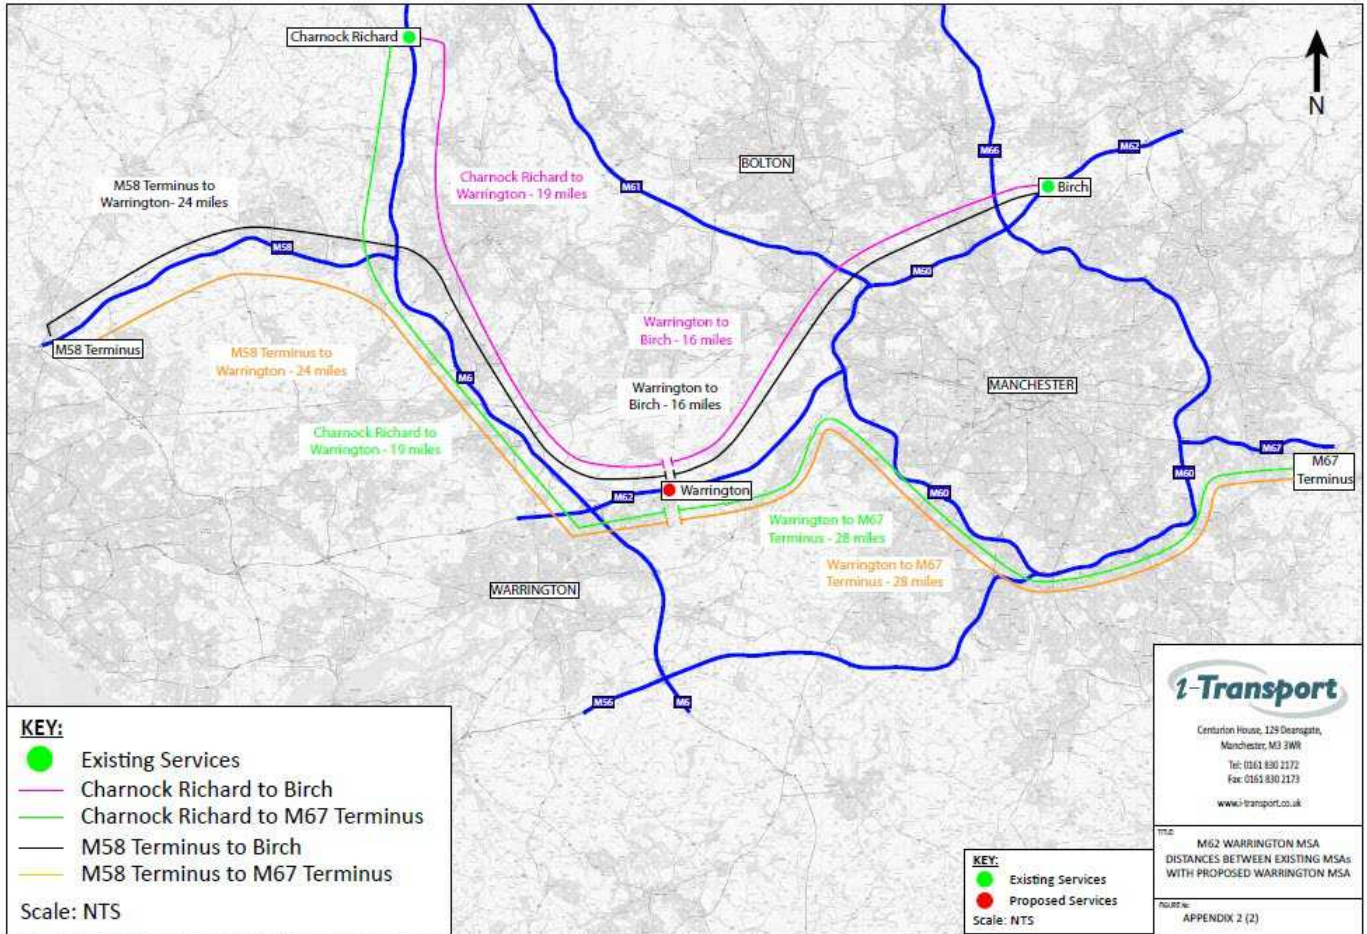 Charnock Richard
N
M62
M66
BOLTON
M61
Charnock Richard to
Warrington - 19 miles
Birch
M58 Terminus to
Warrington- 24 miles
M58
M60
Warrington to
Birch - 16 miles
M58 Terminus
M58 Terminus to
Warrington - 24 miles
M6
Warrington to
Birch - 16 miles
MANCHESTER
Charnock Richard to
Warrington - 19 miles
M67
M67
Terminus
M60
M62
Warrington
M60
Warrington to M67
Terminus - 28 miles
Warrington to M67
Terminus - 28 miles
WARRINGTON
M56
M6
KEY:
Existing Services
Charnock Richard to Birch
Charnock Richard to M67 Terminus
M58 Terminus to Birch
M58 Terminus to M67 Terminus
Scale: NTS
KEY:
Existing Services
Proposed Services
Scale: NTS
i-Transport
Centurion House, 129 Deansgate,
Manchester, M3 3WR
Tel: 0161 830 2172
Fax: 0161 830 2173
www.i-transport.co.uk
TITLE:
M62 WARRINGTON MSA
DISTANCES BETWEEN EXISTING MSAs
WITH PROPOSED WARRINGTON MSA
FIGURE No:
APPENDIX 2 (2)